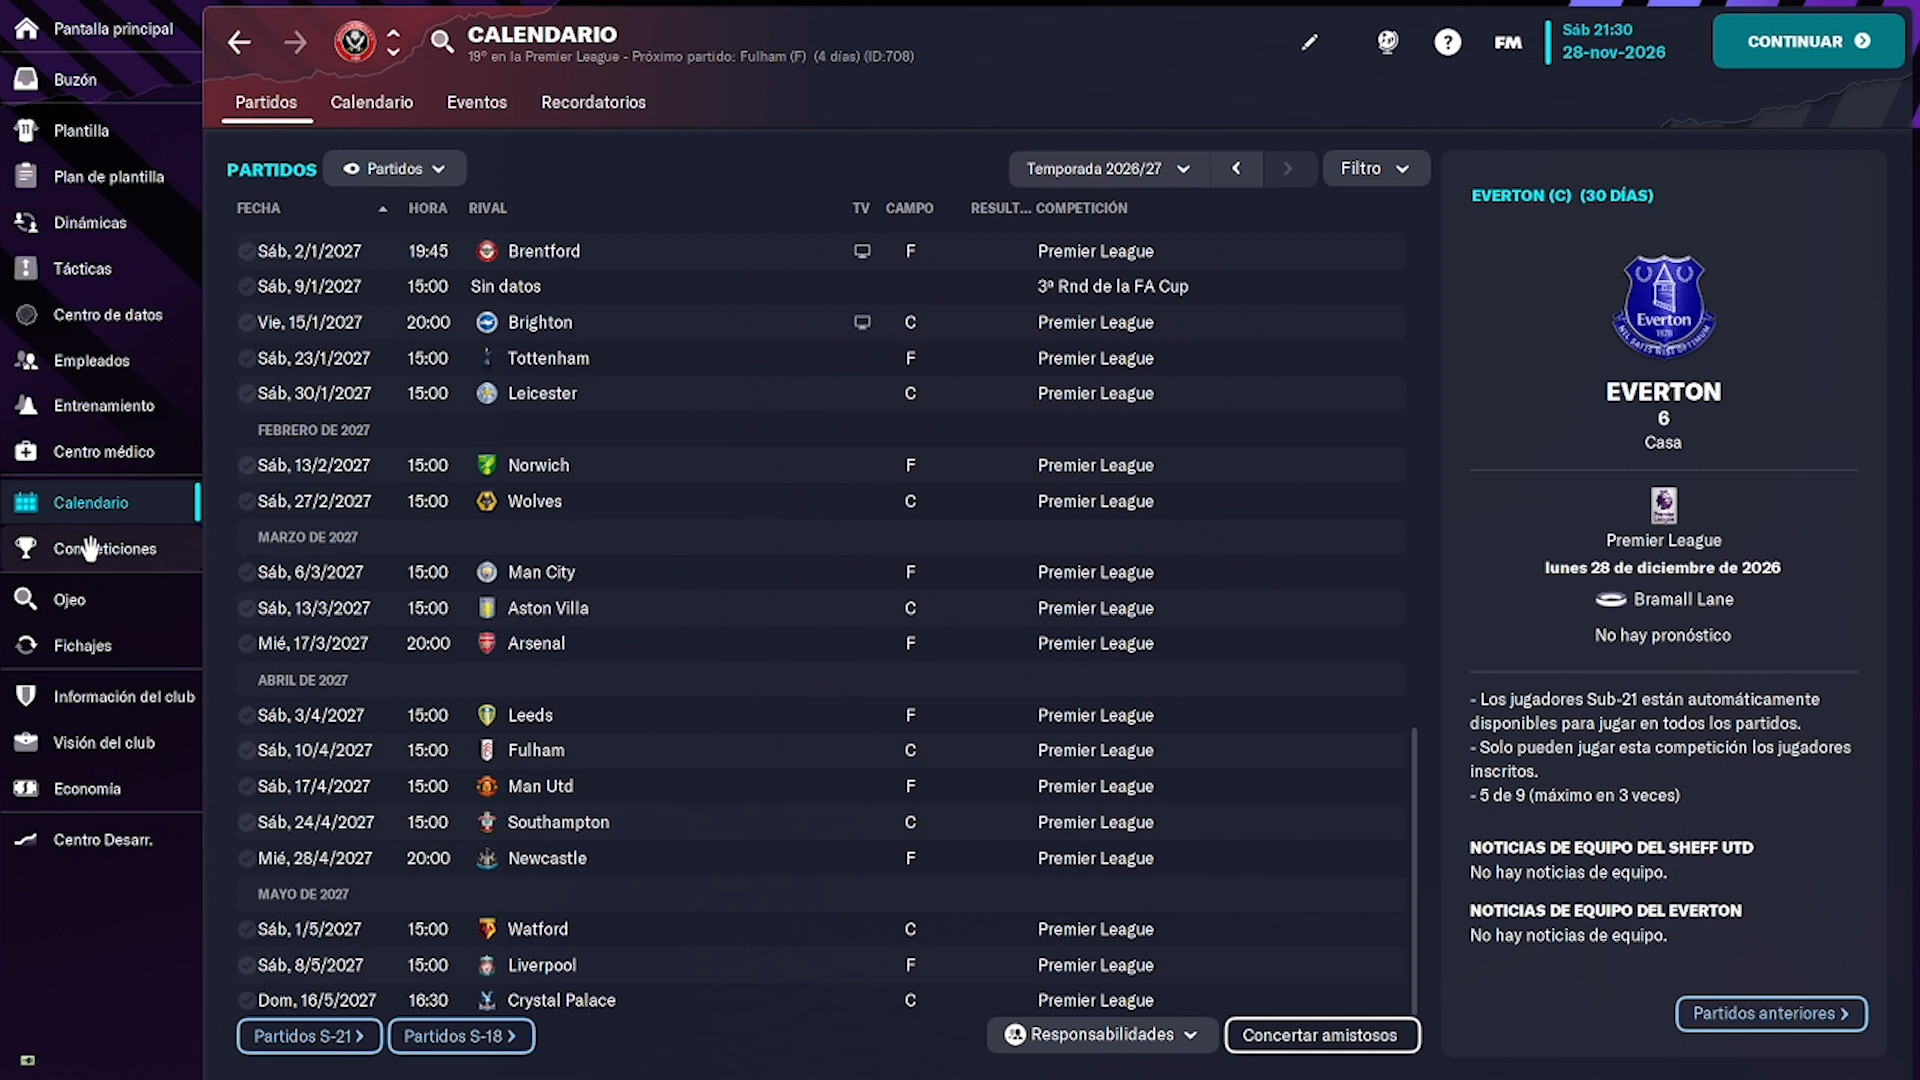 Pantalla principal
Buzón
Plantilla
Plan de plantilla
Dinámicas
Tácticas
Centro de datos
Empleados
Entrenamiento
Centro médico
Calendario
Ojeo
Fichajes
Información del club
Visión del club
Economía
Centro Desarr.
CALENDARIO
19º en la Premier League - Próximo partido: Fulham (F) (4 días) (ID:708)
? FM
Sáb 21:30
28-nov-2026
CONTINUAR
Partidos Calendario Eventos Recordatorios
PARTIDOS Partidos Temporada 2026/27 Filtro
FECHA HORA RIVAL TV CAMPO RESULT... COMPETICIÓN
Sáb, 2/1/2027 19:45 Brentford F Premier League
Sáb, 9/1/2027 15:00 Sin datos 3ª Rnd de la FA Cup
Vie, 15/1/2027 20:00 Brighton C Premier League
Sáb, 23/1/2027 15:00 Tottenham F Premier League
Sáb, 30/1/2027 15:00 Leicester C Premier League
FEBRERO DE 2027
Sáb, 13/2/2027 15:00 Norwich F Premier League
Sáb, 27/2/2027 15:00 Wolves C Premier League
MARZO DE 2027
Sáb, 6/3/2027 15:00 Man City F Premier League
Sáb, 13/3/2027 15:00 Aston Villa C Premier League
Mié, 17/3/2027 20:00 Arsenal F Premier League
ABRIL DE 2027
Sáb, 3/4/2027 15:00 Leeds F Premier League
Sáb, 10/4/2027 15:00 Fulham C Premier League
Sáb, 17/4/2027 15:00 Man Utd F Premier League
Sáb, 24/4/2027 15:00 Southampton C Premier League
Mié, 28/4/2027 20:00 Newcastle F Premier League
MAYO DE 2027
Sáb, 1/5/2027 15:00 Watford C Premier League
Sáb, 8/5/2027 15:00 Liverpool F Premier League
Dom, 16/5/2027 16:30 Crystal Palace C Premier League
Partidos S-21 Partidos S-18 Responsabilidades Concertar amistosos
EVERTON (C) (30 DÍAS)
Everton
1878
NIL SATIS NISI OPTIMUM
EVERTON
6
Casa
Premier League
lunes 28 de diciembre de 2026
Bramall Lane
No hay pronóstico
- Los jugadores Sub-21 están automáticamente
disponibles para jugar en todos los partidos.
- Solo pueden jugar esta competición los jugadores
inscritos.
- 5 de 9 (máximo en 3 veces)
NOTICIAS DE EQUIPO DEL SHEFF UTD
No hay noticias de equipo.
NOTICIAS DE EQUIPO DEL EVERTON
No hay noticias de equipo.
Partidos anteriores